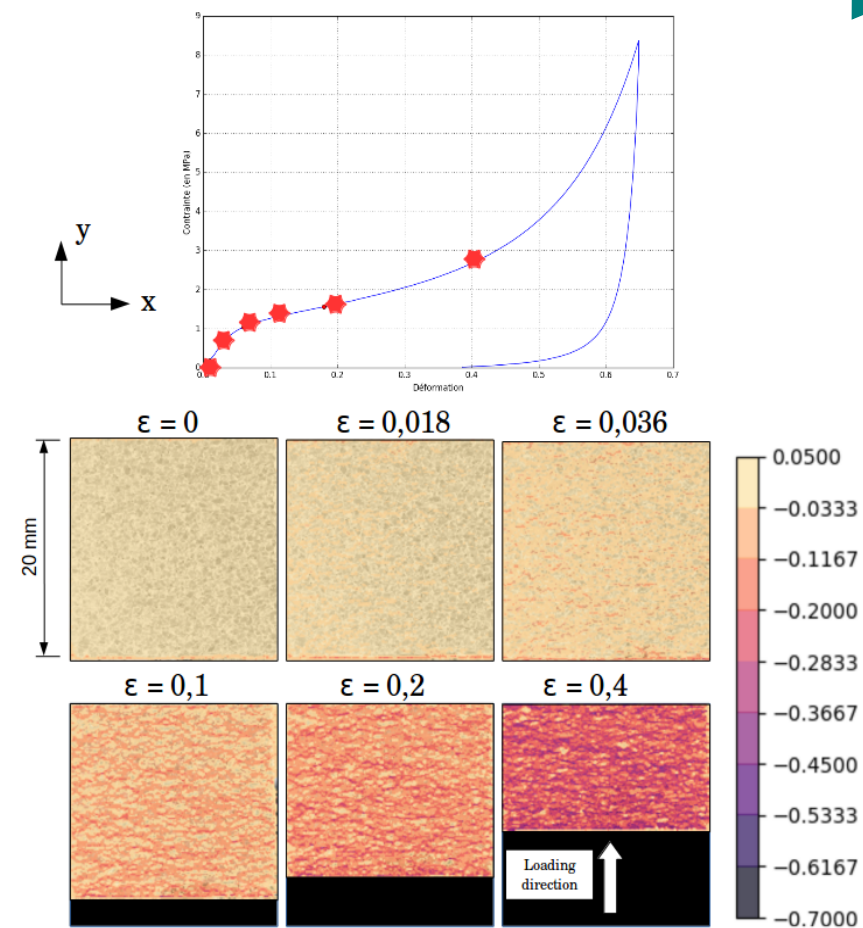 9
8
7
6
5
4
3
2
1
0
Contrainte (en MPa)
0.0
0.1
0.2
0.3
0.4
0.5
0.6
0.7
Déformation
y
x
ε = 0
ε = 0,018
ε = 0,036
20 mm
ε = 0,1
ε = 0,2
ε = 0,4
Loading
direction
0.0500
−0.0333
−0.1167
−0.2000
−0.2833
−0.3667
−0.4500
−0.5333
−0.6167
−0.7000